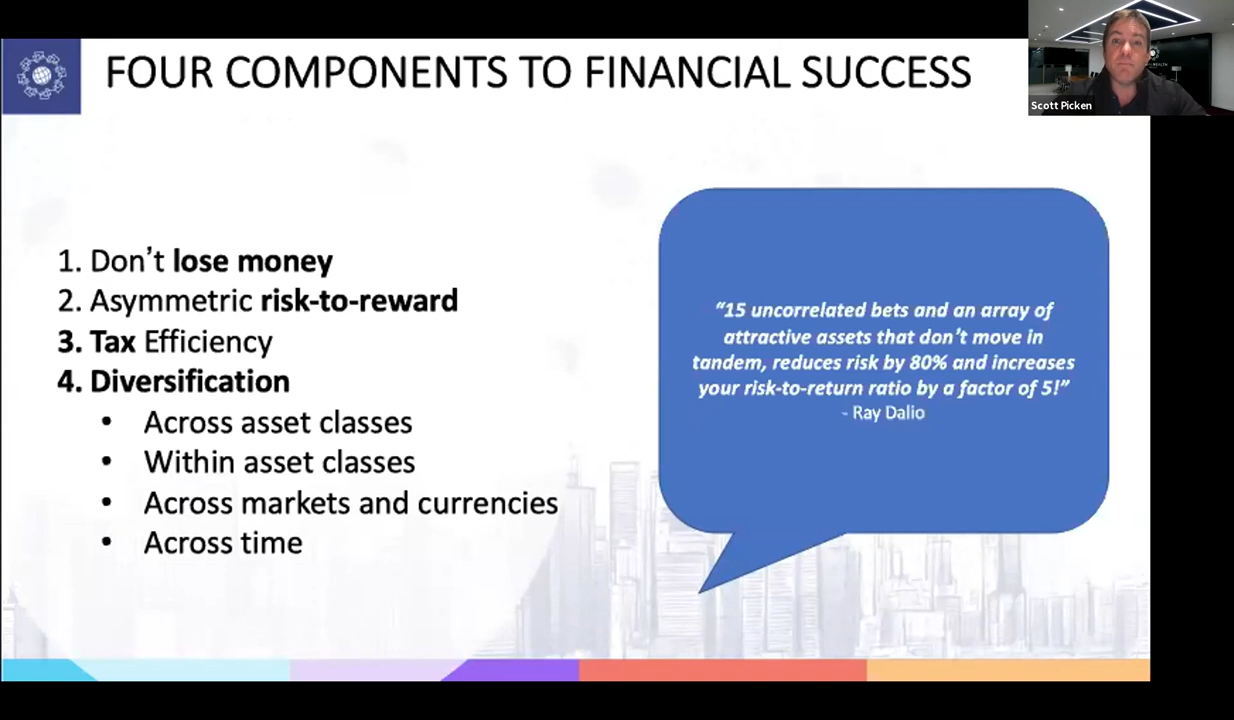 FOUR COMPONENTS TO FINANCIAL SUCCESS
Scott Picken
1. Don’t lose money
2. Asymmetric risk-to-reward
3. Tax Efficiency
4. Diversification
• Across asset classes
• Within asset classes
• Across markets and currencies
• Across time
“15 uncorrelated bets and an array of
attractive assets that don’t move in
tandem, reduces risk by 80% and increases
your risk-to-return ratio by a factor of 5!”
- Ray Dalio